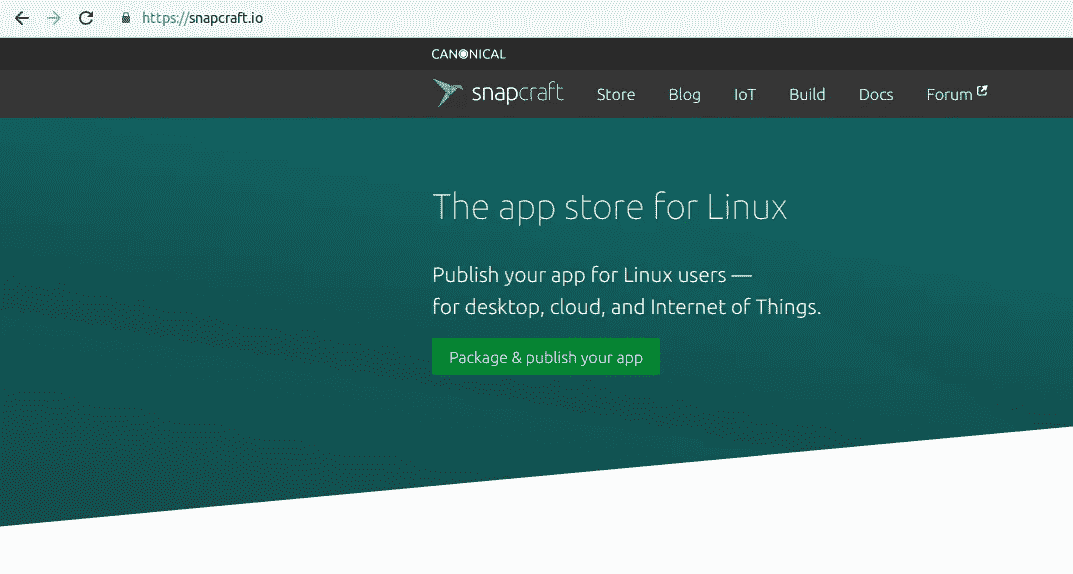 https://snapcraft.io
CANONICAL
snapcraft Store Blog IoT Build Docs Forum
The app store for Linux
Publish your app for Linux users —
for desktop, cloud, and Internet of Things.
Package & publish your app